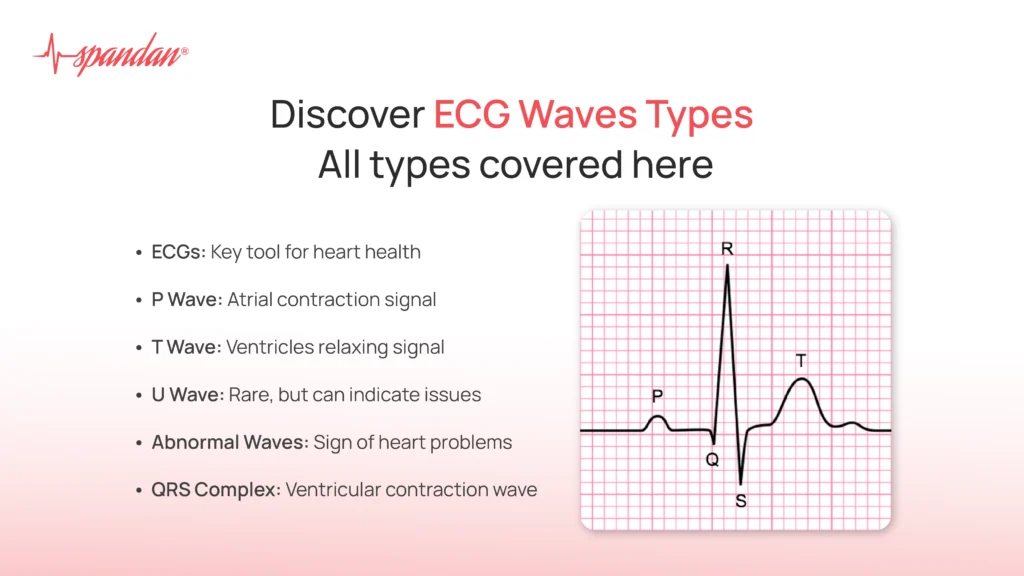 spandan®
Discover ECG Waves Types
All types covered here
• ECGs: Key tool for heart health
• P Wave: Atrial contraction signal
• T Wave: Ventricles relaxing signal
• U Wave: Rare, but can indicate issues
• Abnormal Waves: Sign of heart problems
• QRS Complex: Ventricular contraction wave
R
T
P
Q
S